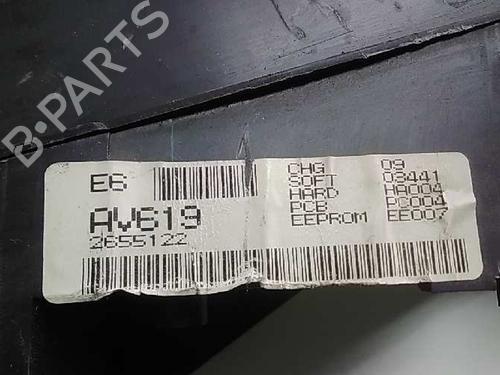 B·PARTS
E6
AV619
2655122
CHG 09
SOFT 03441
HARD HA004
PCB PC004
EEPROM EE007